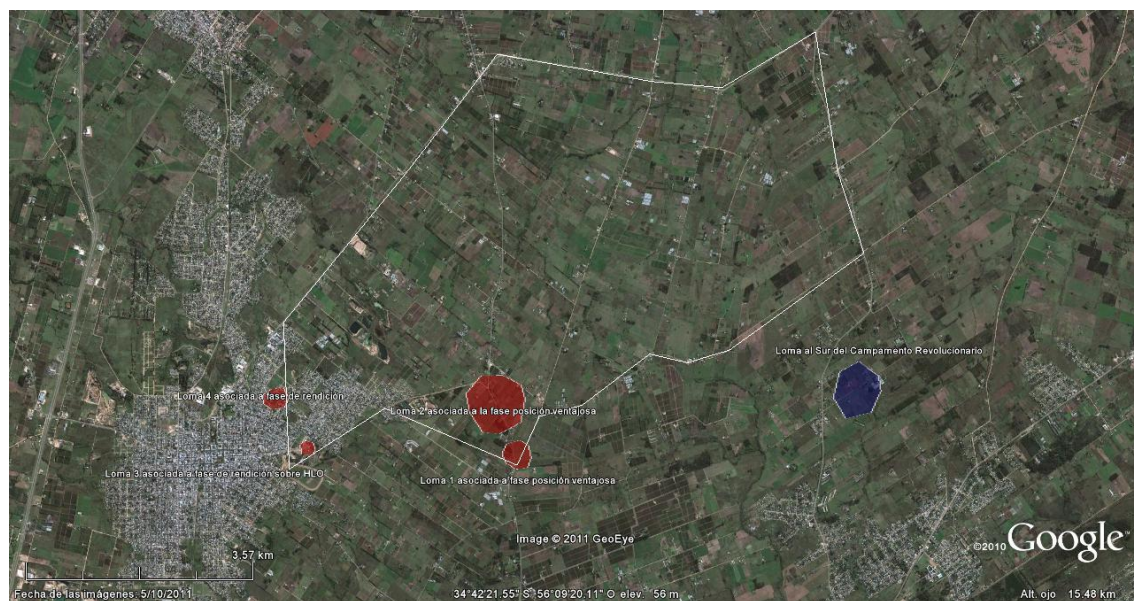 Loma al Sur del Campamento Revolucionario
Loma 4 asociada a fase de rendición
Loma 2 asociada a la fase posición ventajosa
Loma 3 asociada a fase de rendición sobre HLO
Loma 1 asociada a fase posición ventajosa
Image © 2011 GeoEye
©2010 Google™
3.57 km
Fecha de las imágenes: 5/10/2011
34°42'21.55" S 56°09'20.11" O elev. 56 m
Alt. ojo 15.48 km